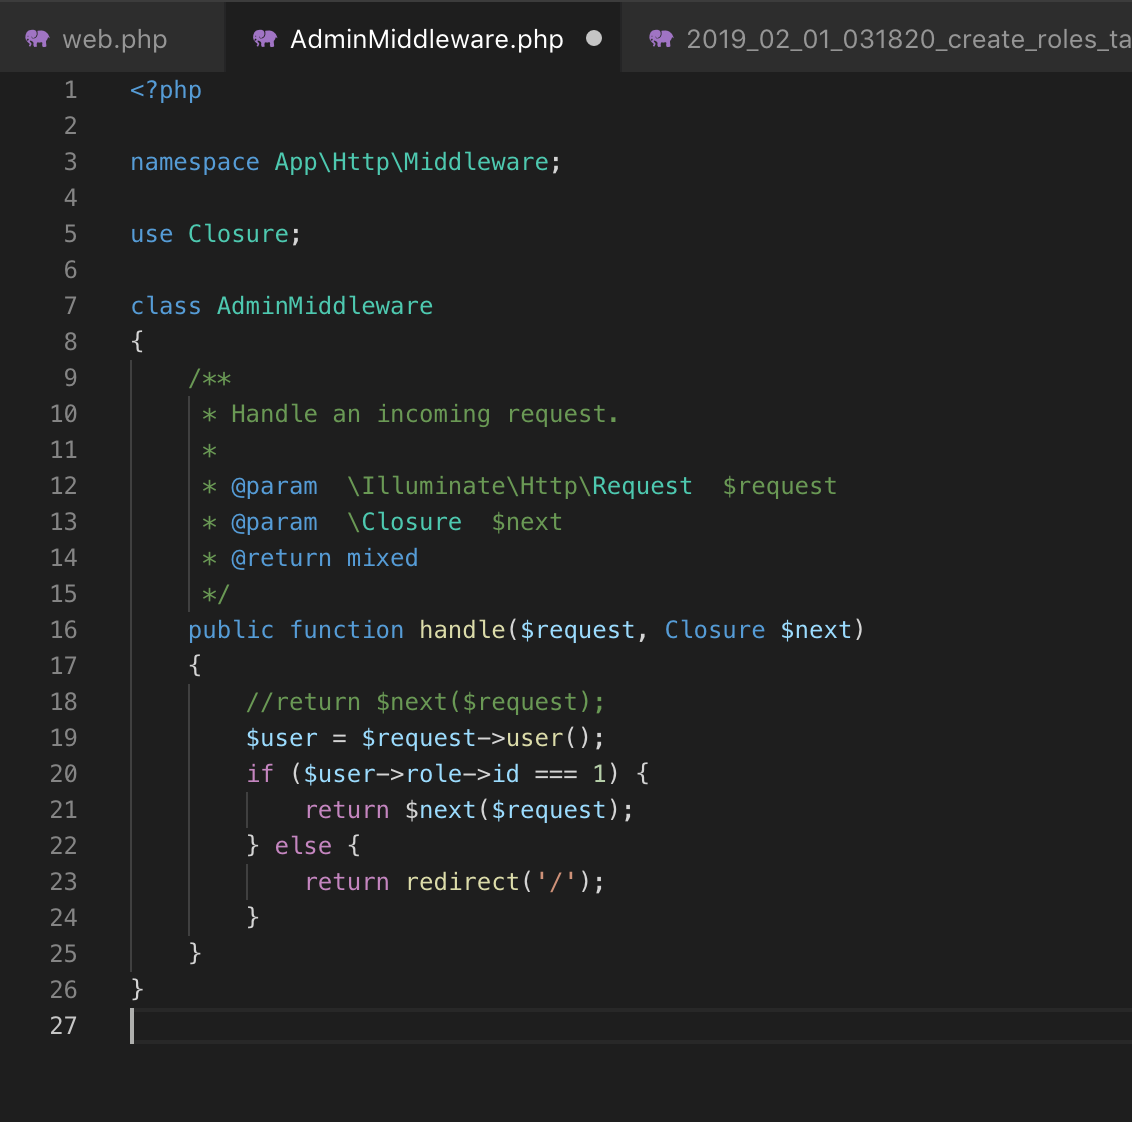 web.php AdminMiddleware.php 2019_02_01_031820_create_roles_ta
1 <?php
2
3 namespace App\Http\Middleware;
4
5 use Closure;
6
7 class AdminMiddleware
8 {
9 /**
10 * Handle an incoming request.
11 *
12 * @param  \Illuminate\Http\Request  $request
13 * @param  \Closure  $next
14 * @return mixed
15 */
16 public function handle($request, Closure $next)
17 {
18 //return $next($request);
19 $user = $request->user();
20 if ($user->role->id === 1) {
21 return $next($request);
22 } else {
23 return redirect('/');
24 }
25 }
26 }
27